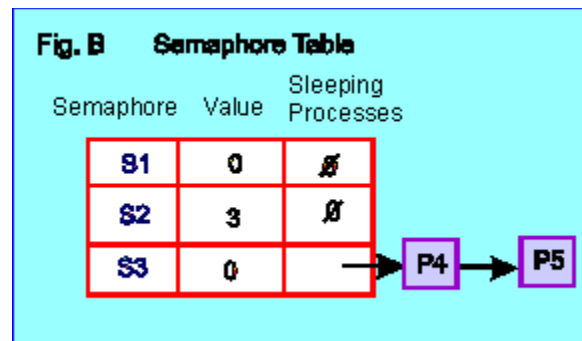 Fig. B Semaphore Table
Semaphore Value Sleeping Processes
S1 0 Ø
S2 3 Ø
S3 0 P4 P5